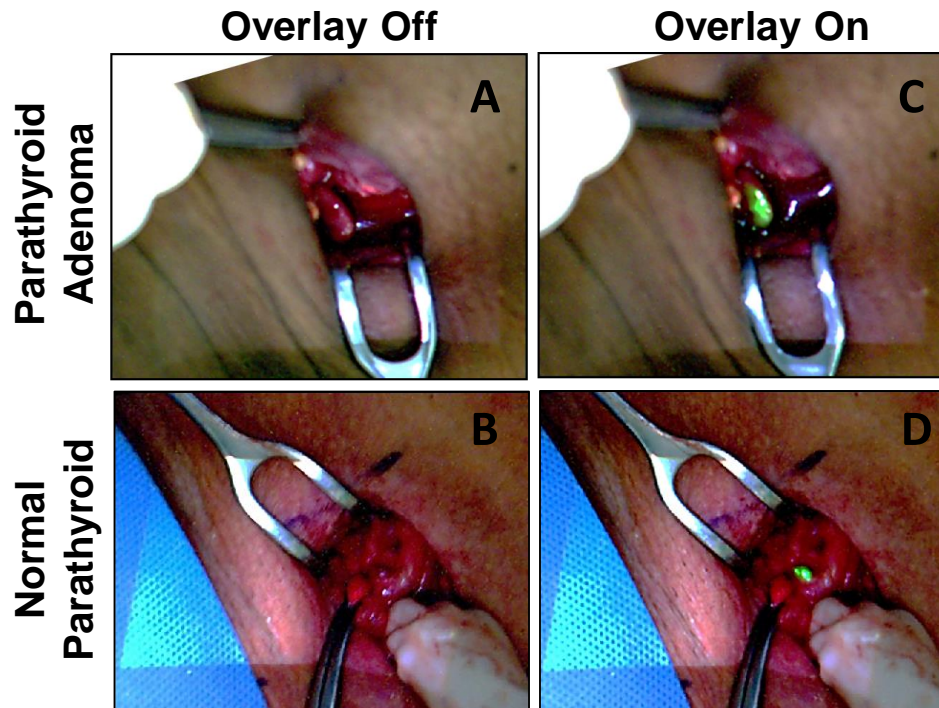 Overlay Off
Overlay On
Parathyroid
Adenoma
A
C
Normal
Parathyroid
B
D